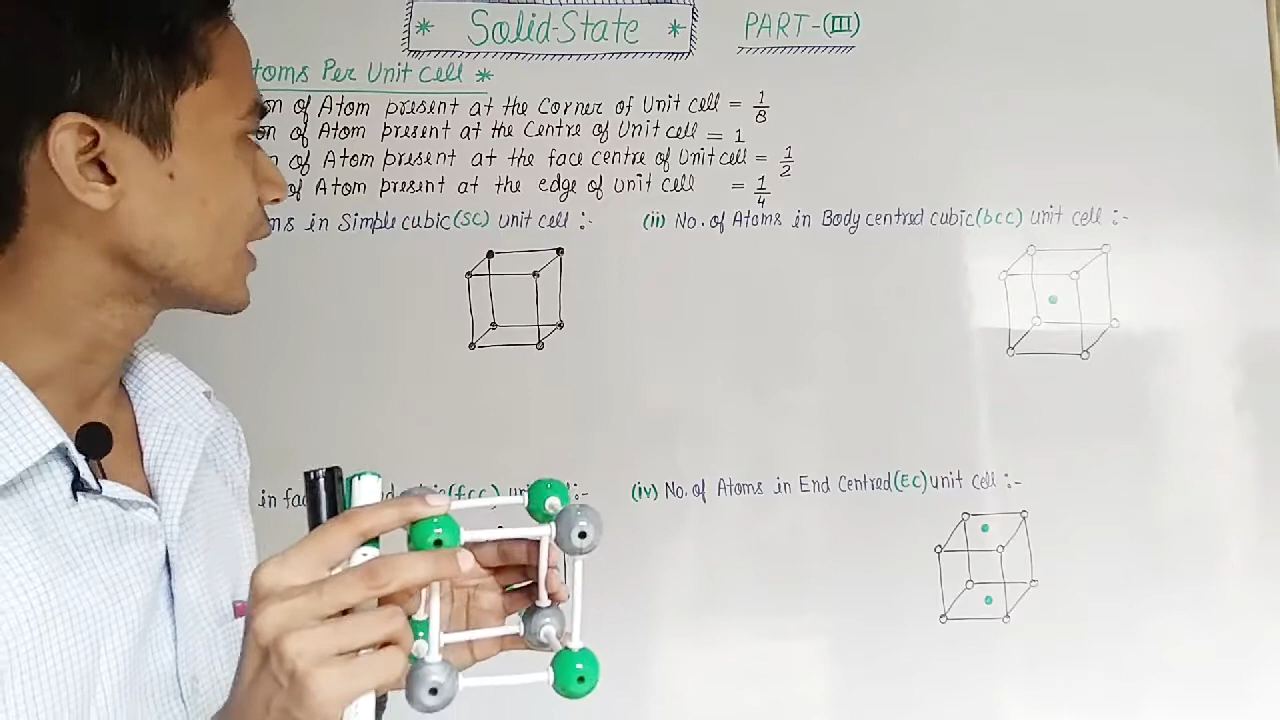 * Solid-State *
PART-(III)
toms Per Unit cell *
on of Atom present at the Corner of Unit cell = 1/8
on of Atom present at the Centre of Unit cell = 1
n of Atom present at the face centre of Unit cell = 1/2
of Atom present at the edge of unit cell = 1/4
ms in Simple cubic (SC) unit cell :-
(ii) No. of Atoms in Body centred cubic (bcc) unit cell :-
in fac
(fcc)
(iv) No. of Atoms in End Centred (EC) unit cell :-